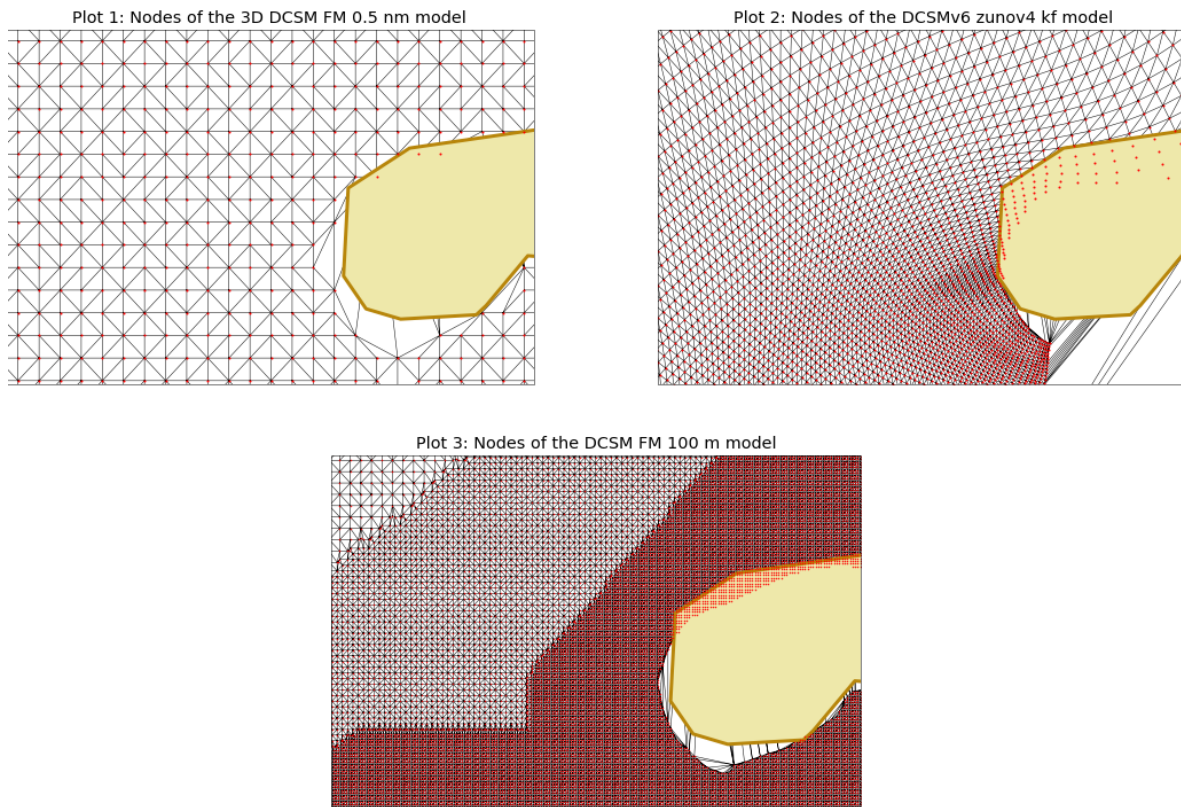 Plot 1: Nodes of the 3D DCSM FM 0.5 nm model
Plot 2: Nodes of the DCSMv6 zunov4 kf model
Plot 3: Nodes of the DCSM FM 100 m model